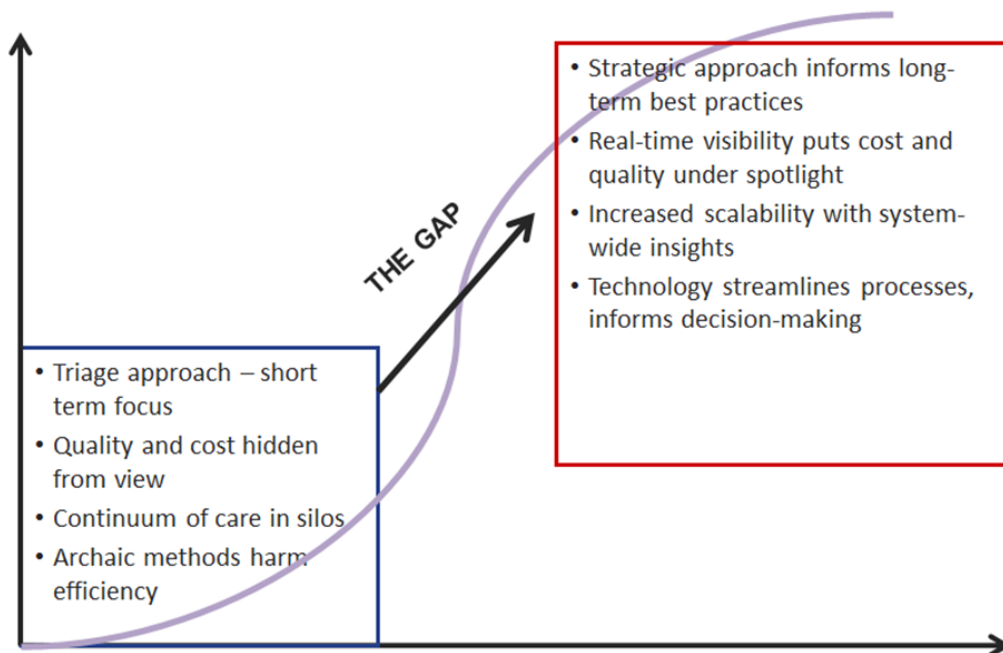 • Strategic approach informs long-
term best practices
• Real-time visibility puts cost and
quality under spotlight
• Increased scalability with system-
wide insights
• Technology streamlines processes,
informs decision-making
THE GAP
• Triage approach – short
term focus
• Quality and cost hidden
from view
• Continuum of care in silos
• Archaic methods harm
efficiency